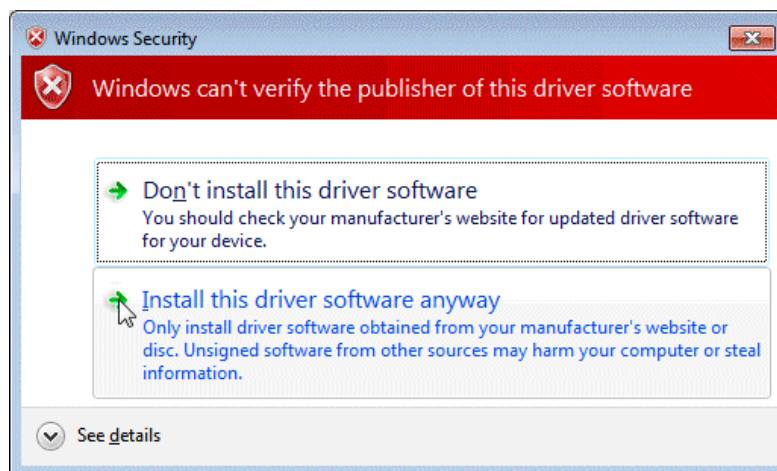 Windows Security
Windows can't verify the publisher of this driver software
Don't install this driver software
You should check your manufacturer's website for updated driver software
for your device.
Install this driver software anyway
Only install driver software obtained from your manufacturer's website or
disc. Unsigned software from other sources may harm your computer or steal
information.
See details